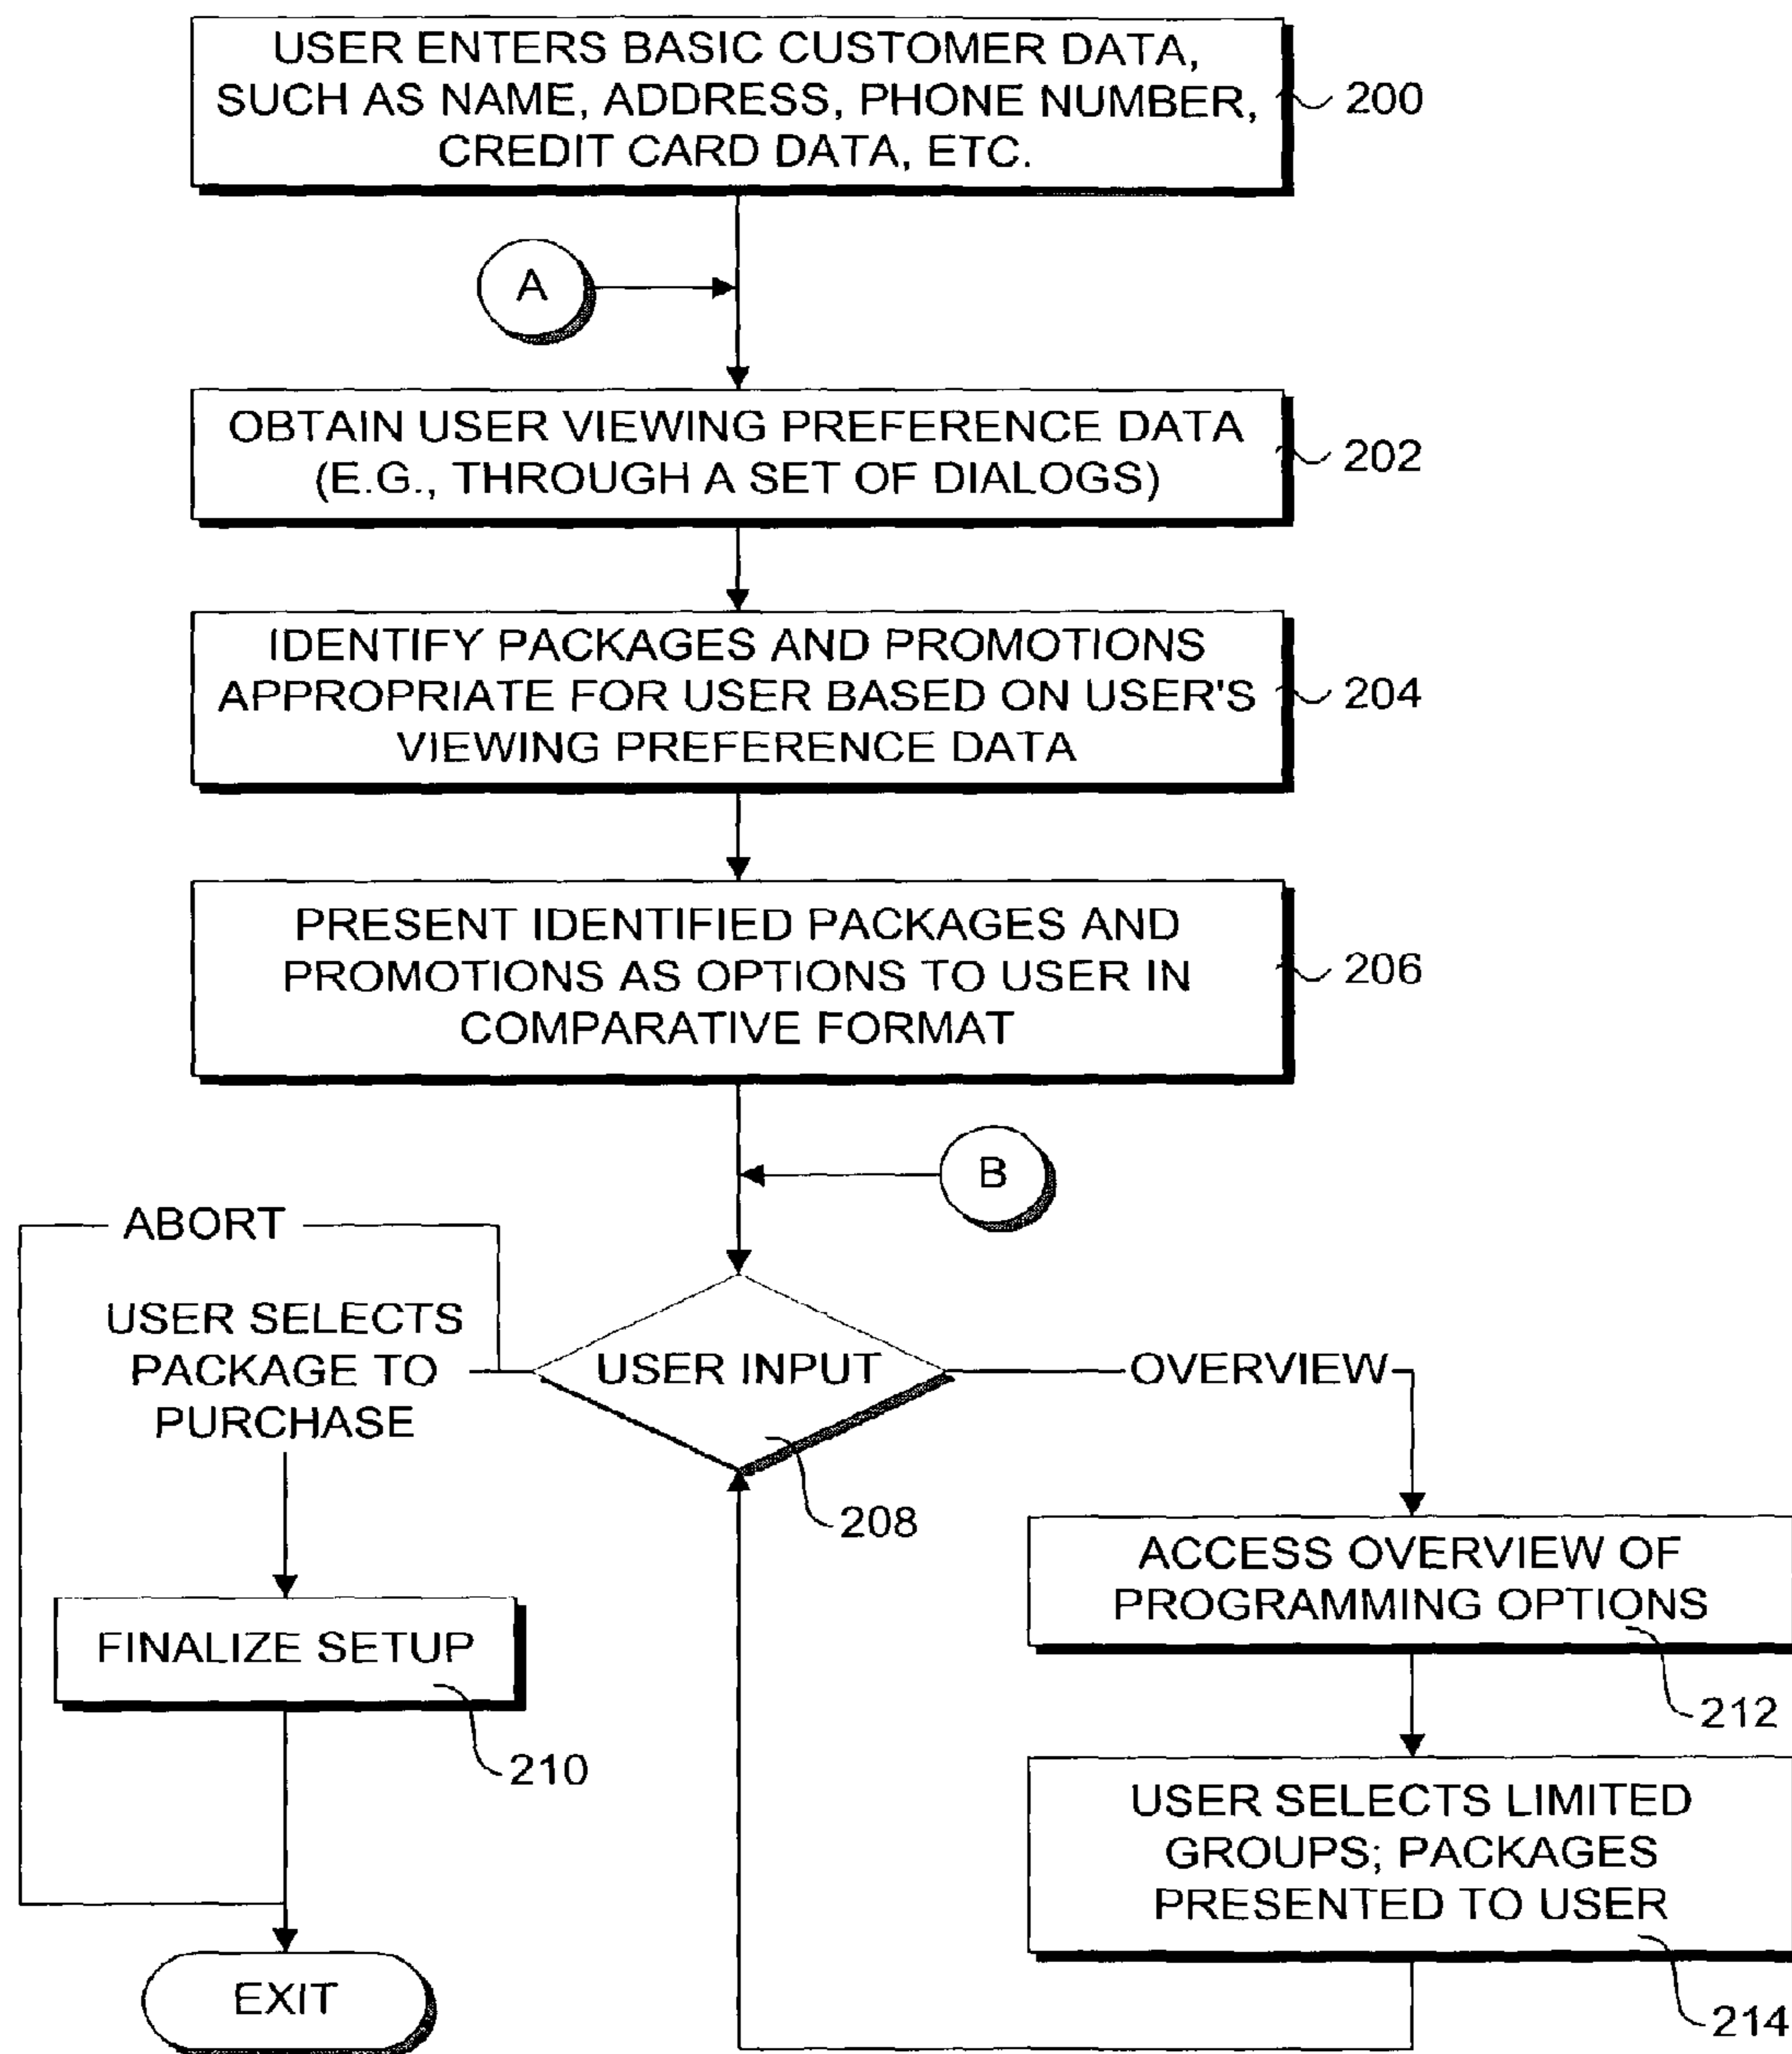 USER ENTERS BASIC CUSTOMER DATA,
SUCH AS NAME, ADDRESS, PHONE NUMBER,
CREDIT CARD DATA, ETC.
200
A
OBTAIN USER VIEWING PREFERENCE DATA
(E.G., THROUGH A SET OF DIALOGS)
202
IDENTIFY PACKAGES AND PROMOTIONS
APPROPRIATE FOR USER BASED ON USER'S
VIEWING PREFERENCE DATA
204
PRESENT IDENTIFIED PACKAGES AND
PROMOTIONS AS OPTIONS TO USER IN
COMPARATIVE FORMAT
206
B
ABORT
USER SELECTS
PACKAGE TO
PURCHASE
USER INPUT
208
OVERVIEW
FINALIZE SETUP
210
EXIT
ACCESS OVERVIEW OF
PROGRAMMING OPTIONS
212
USER SELECTS LIMITED
GROUPS; PACKAGES
PRESENTED TO USER
214